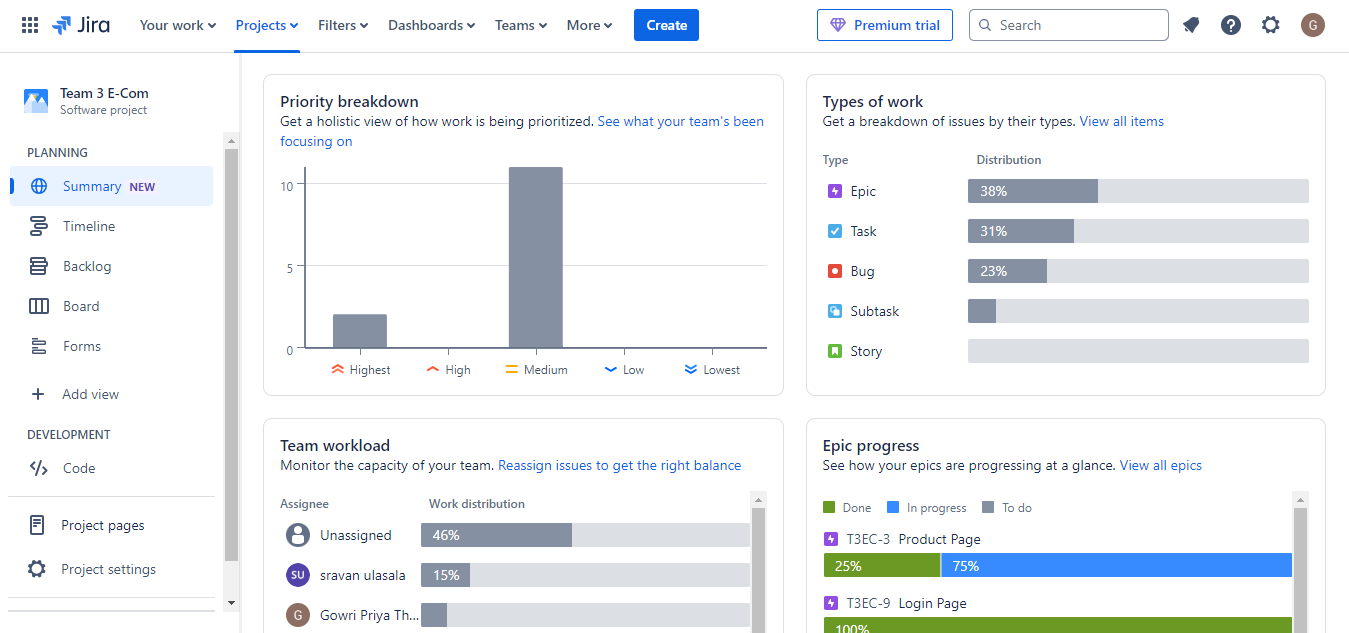 Jira
Your work
Projects
Filters
Dashboards
Teams
More
Create
Premium trial
Search
G
Team 3 E-Com
Software project
PLANNING
Summary NEW
Timeline
Backlog
Board
Forms
Add view
DEVELOPMENT
Code
Project pages
Project settings
Priority breakdown
Get a holistic view of how work is being prioritized. See what your team's been
focusing on
10
5
0
Highest
High
Medium
Low
Lowest
Types of work
Get a breakdown of issues by their types. View all items
Type Distribution
Epic 38%
Task 31%
Bug 23%
Subtask
Story
Team workload
Monitor the capacity of your team. Reassign issues to get the right balance
Assignee Work distribution
Unassigned 46%
SU sravan ulasala 15%
G Gowri Priya Th...
Epic progress
See how your epics are progressing at a glance. View all epics
Done In progress To do
T3EC-3 Product Page
25% 75%
T3EC-9 Login Page
100%